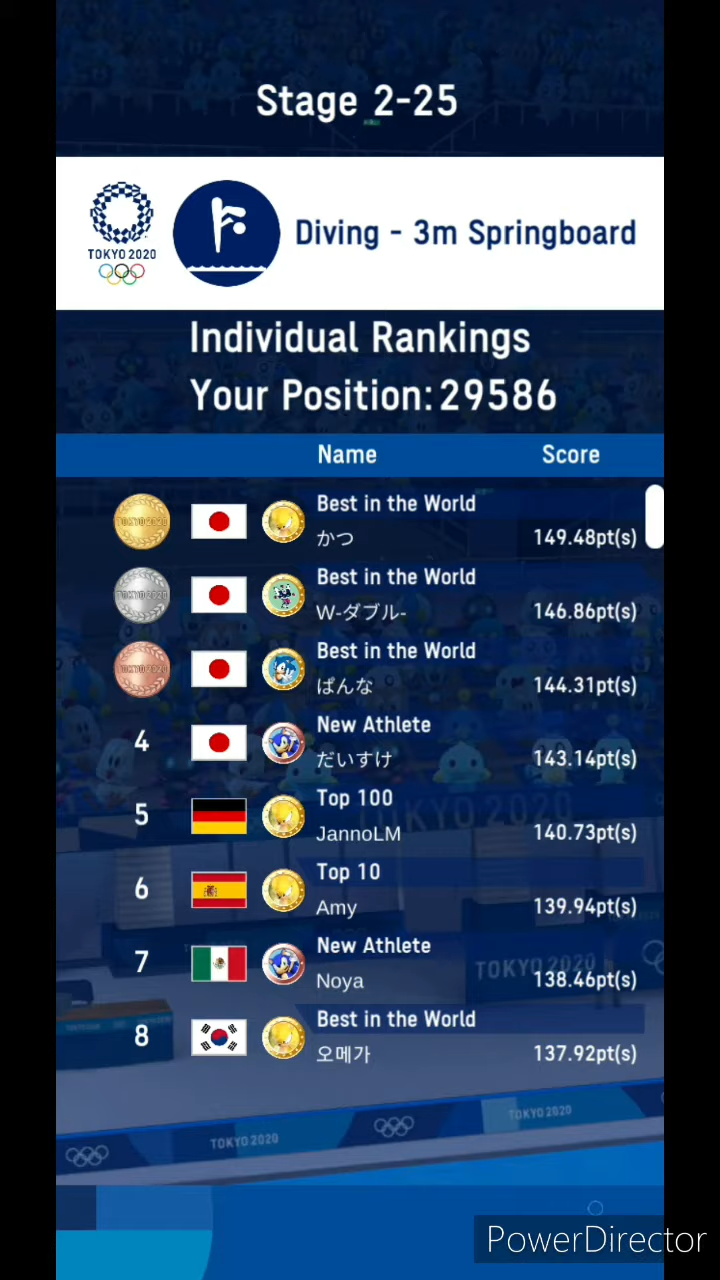 Stage 2-25
TOKYO 2020
Diving - 3m Springboard
Individual Rankings
Your Position: 29586
Name Score
Best in the World
かつ 149.48pt(s)
Best in the World
W-ダブル- 146.86pt(s)
Best in the World
ぱんな 144.31pt(s)
4 New Athlete
だいすけ 143.14pt(s)
5 Top 100
JannoLM 140.73pt(s)
6 Top 10
Amy 139.94pt(s)
7 New Athlete
Noya 138.46pt(s)
8 Best in the World
오메가 137.92pt(s)
TOKYO 2020
TOKYO 2020
TOKYO 2020
TOKYO 2020
PowerDirector